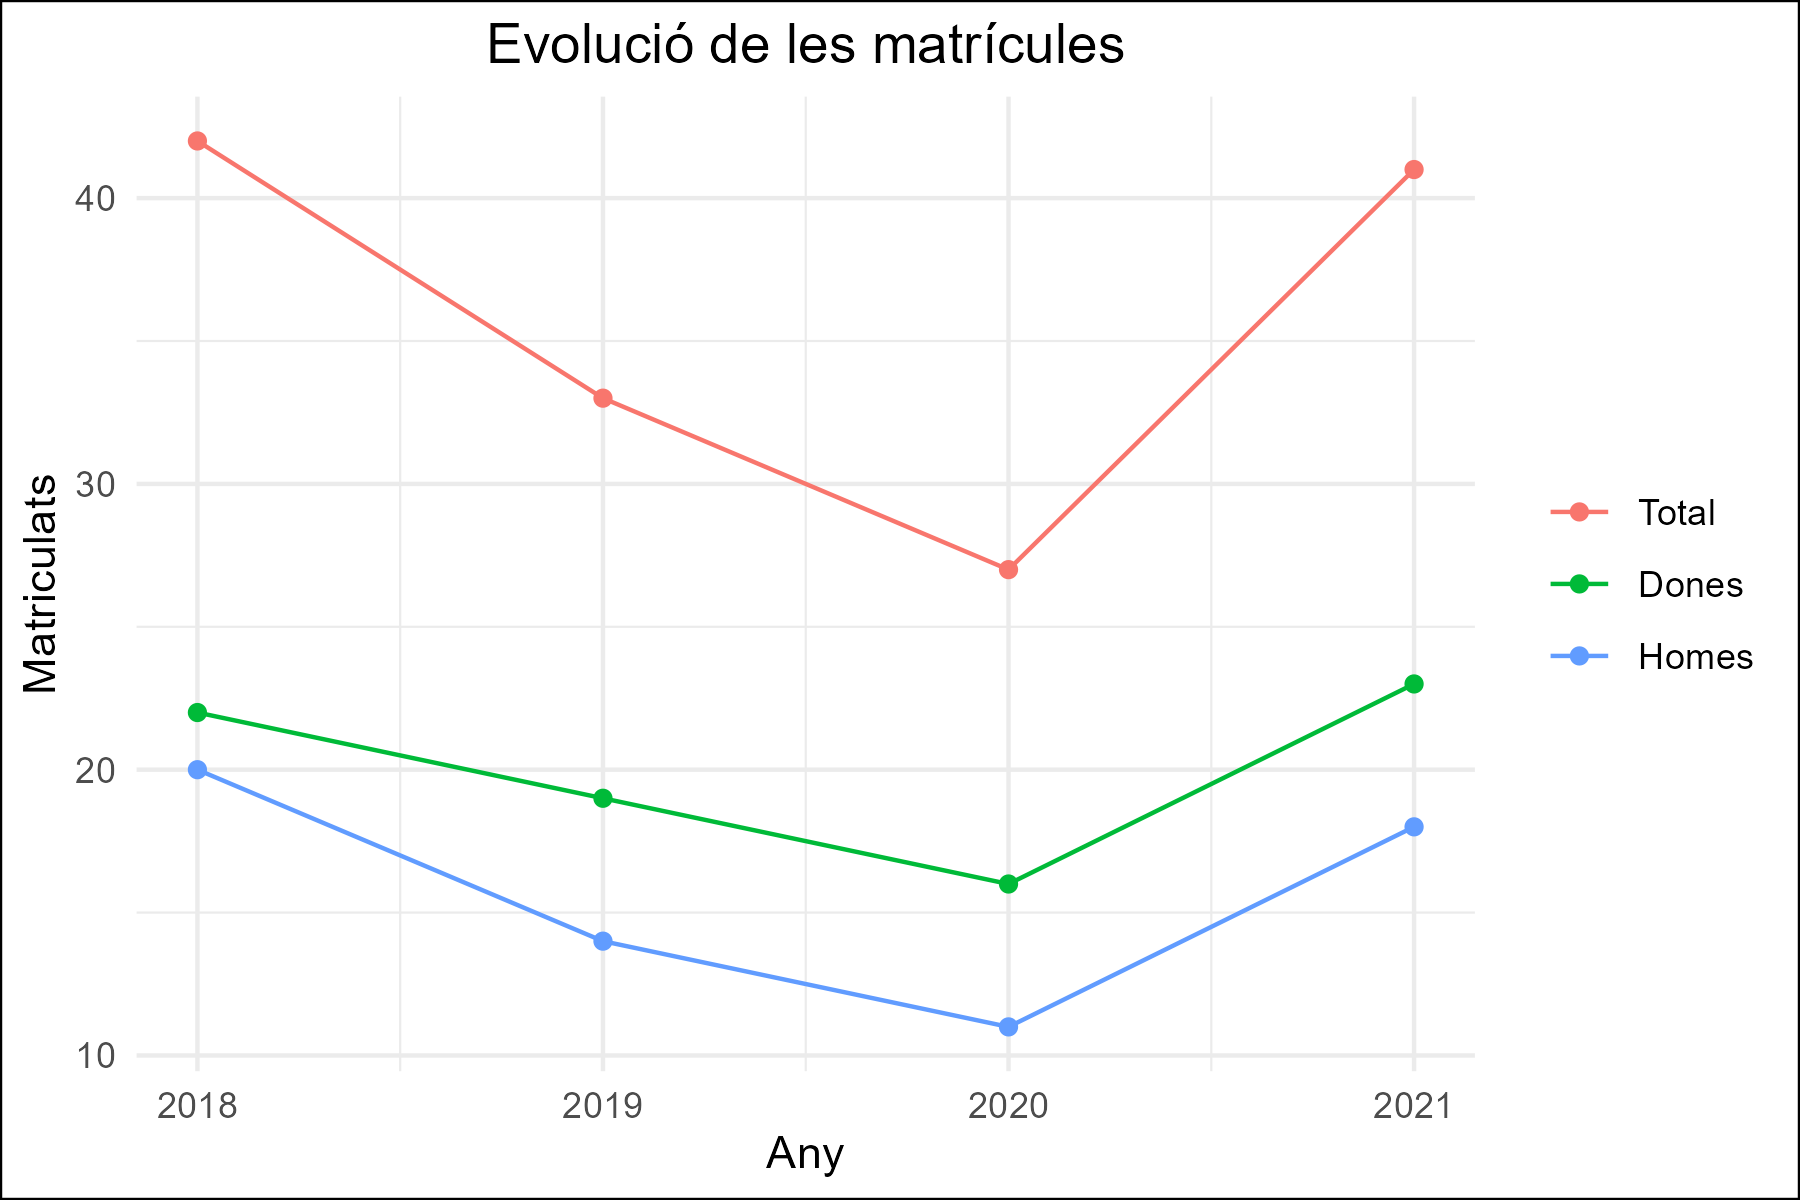 Evolució de les matrícules
Matriculats
40
30
20
10
2018 2019 2020 2021
Any
Total
Dones
Homes